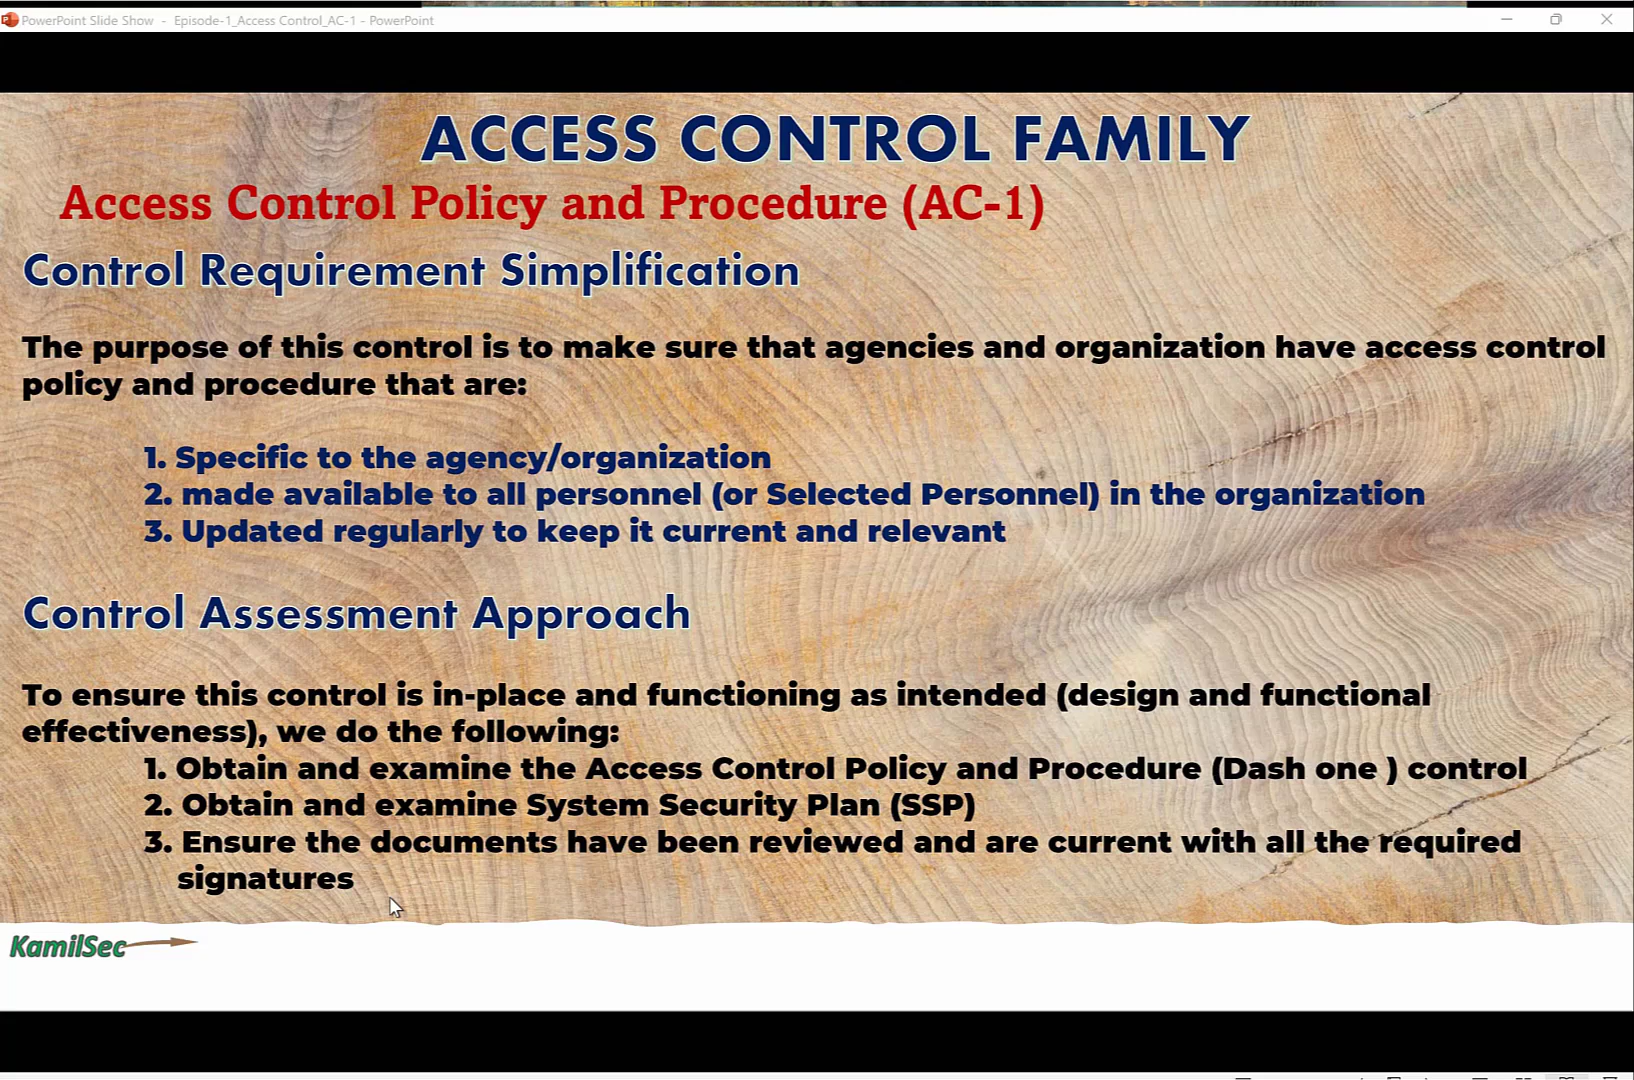 PowerPoint Slide Show - Episode-1_Access Control_AC-1 - PowerPoint
ACCESS CONTROL FAMILY
Access Control Policy and Procedure (AC-1)
Control Requirement Simplification
The purpose of this control is to make sure that agencies and organization have access control
policy and procedure that are:
1. Specific to the agency/organization
2. made available to all personnel (or Selected Personnel) in the organization
3. Updated regularly to keep it current and relevant
Control Assessment Approach
To ensure this control is in-place and functioning as intended (design and functional
effectiveness), we do the following:
1. Obtain and examine the Access Control Policy and Procedure (Dash one ) control
2. Obtain and examine System Security Plan (SSP)
3. Ensure the documents have been reviewed and are current with all the required
signatures
KamilSec